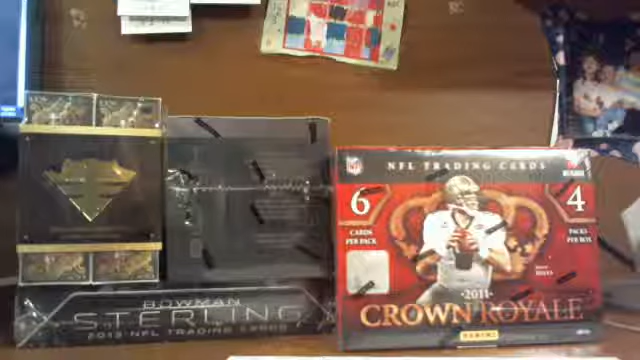 NFL TRADING CARDS
6
CARDS
PER PACK
4
PACKS
PER BOX
2011
CROWN ROYALE
PANINI
BOWMAN
STERLING
2013 NFL TRADING CARDS